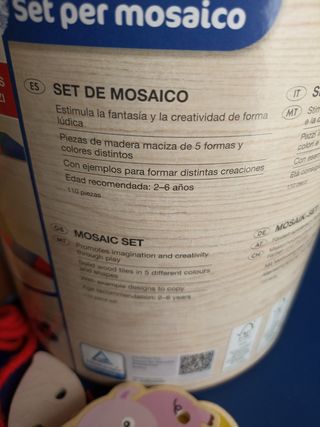 Set per mosaico
ES
SET DE MOSAICO
Estimula la fantasía y la creatividad de forma
lúdica
Piezas de madera maciza de 5 formas y
colores distintos
Con ejemplos para formar distintas creaciones
Edad recomendada: 2–6 años
110 piezas
GB
MT
MOSAIC SET
Promotes imagination and creativity
through play
Solid wood tiles in 5 different colours
and shapes
With example designs to copy
Age recommendation: 2–6 years
110 piece set
IT
MT
DE
AT
CH
MOSAIK-SET